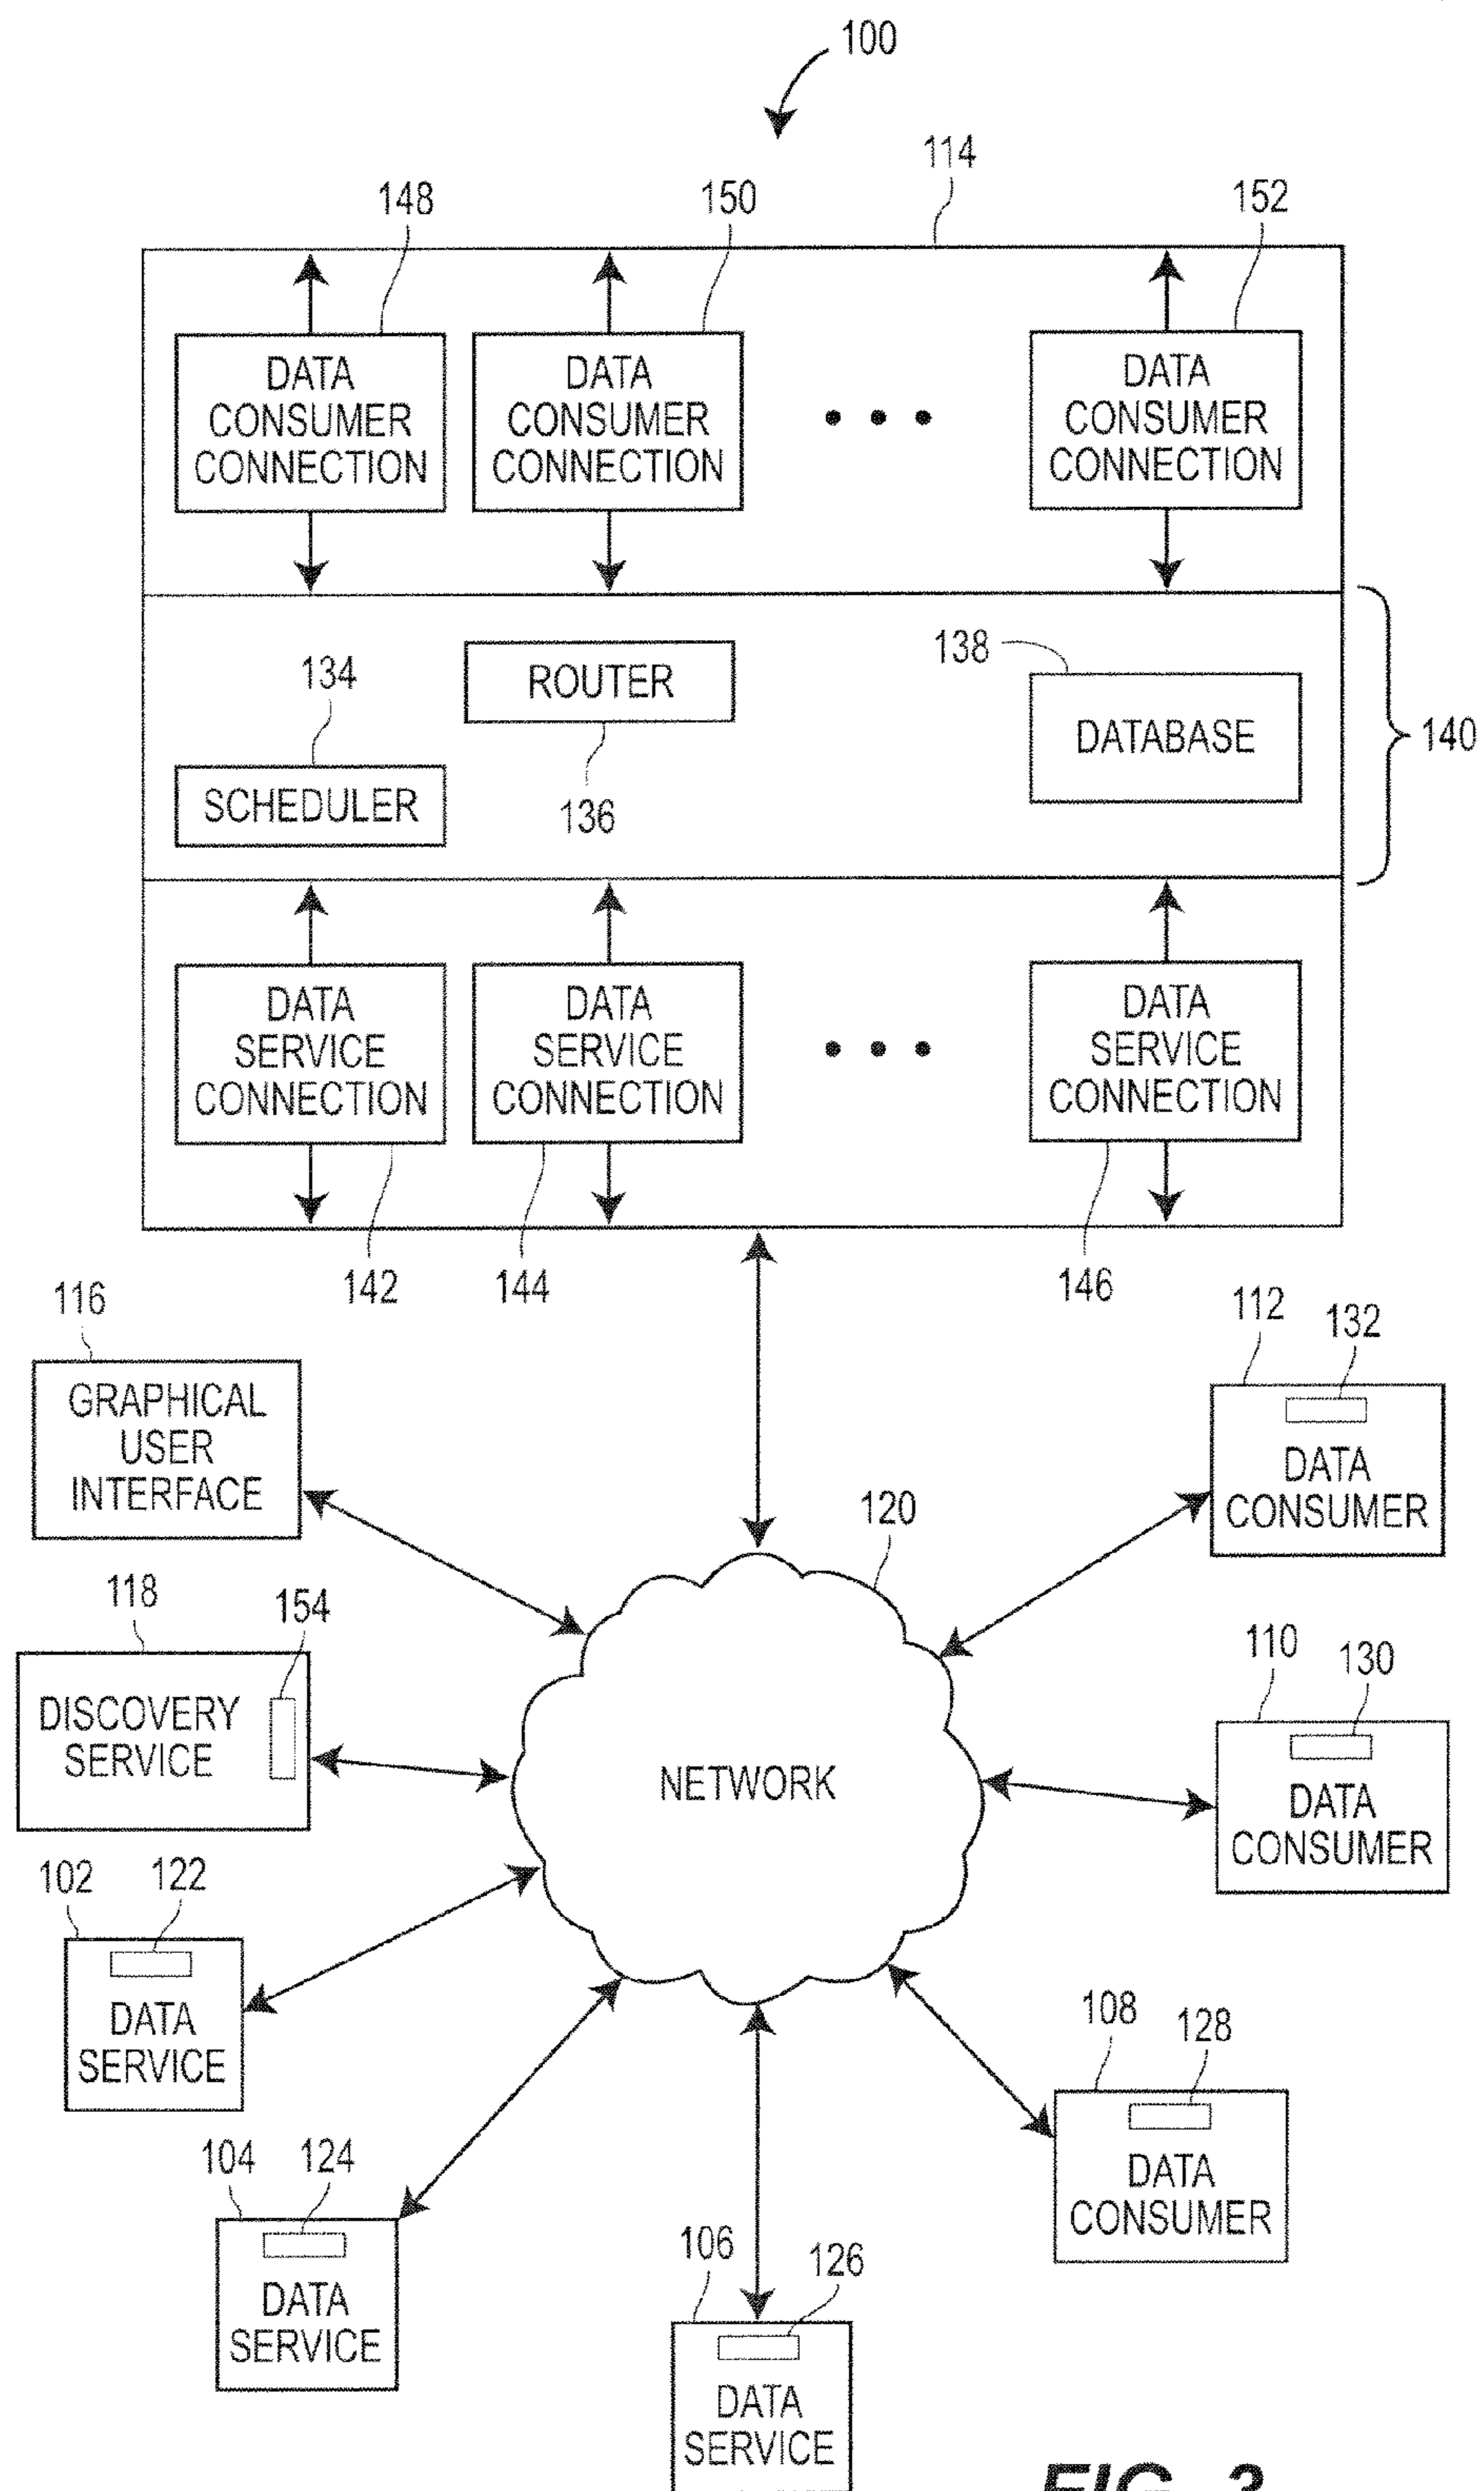 100
114
148
150
152
DATA
CONSUMER
CONNECTION
DATA
CONSUMER
CONNECTION
DATA
CONSUMER
CONNECTION
134
ROUTER
136
138
DATABASE
140
SCHEDULER
DATA
SERVICE
CONNECTION
DATA
SERVICE
CONNECTION
DATA
SERVICE
CONNECTION
142
144
146
116
GRAPHICAL
USER
INTERFACE
112
132
DATA
CONSUMER
120
118
154
DISCOVERY
SERVICE
NETWORK
110
130
DATA
CONSUMER
102
122
DATA
SERVICE
108
128
DATA
CONSUMER
104
124
DATA
SERVICE
106
126
DATA
SERVICE
FIG. 3